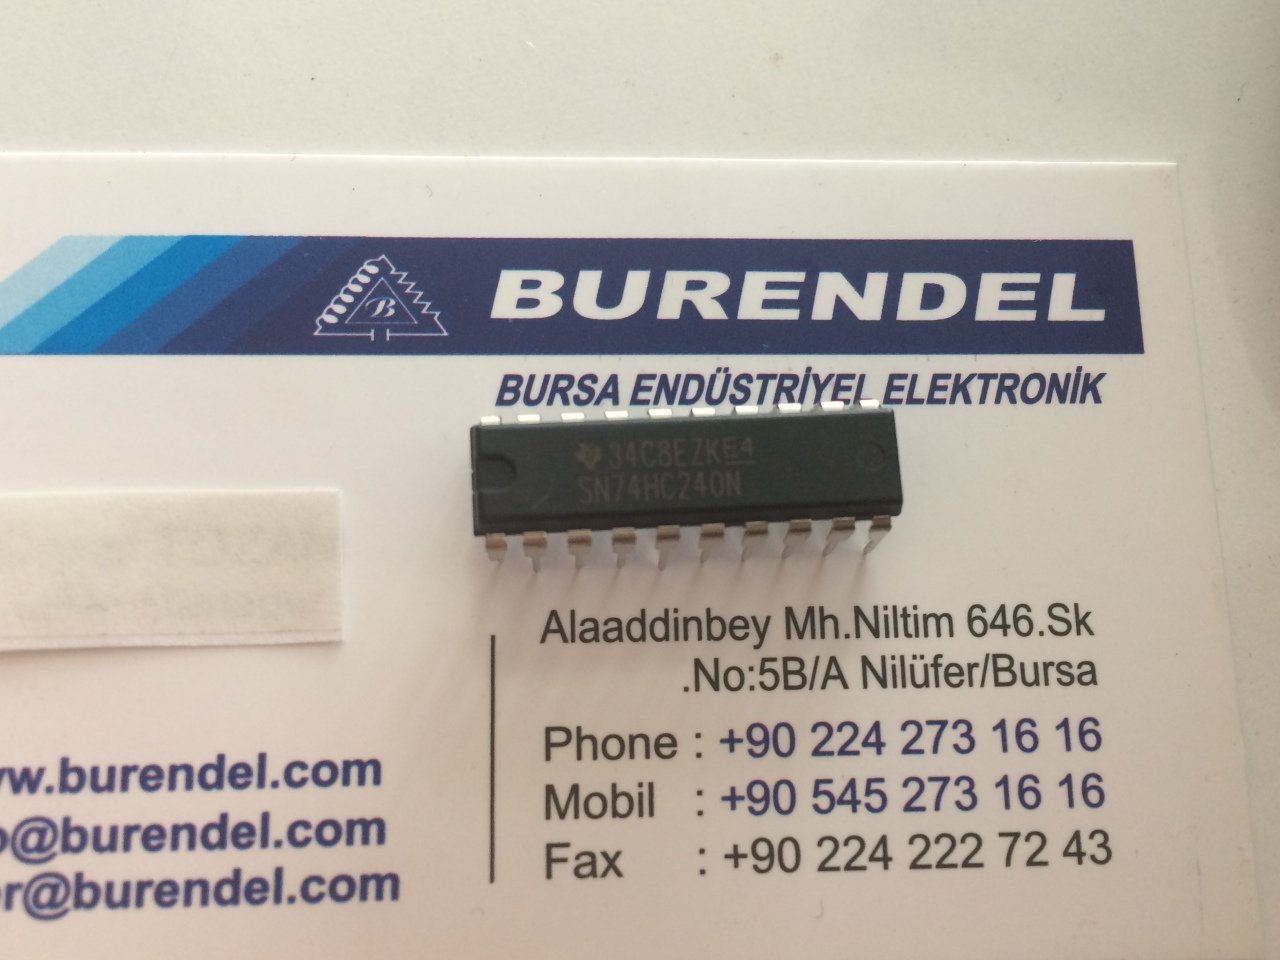 B
BURENDEL
BURSA ENDÜSTRİYEL ELEKTRONİK
34C8EZKE4
SN74HC240N
Alaaddinbey Mh.Niltim 646.Sk
.No:5B/A Nilüfer/Bursa
Phone : +90 224 273 16 16
Mobil : +90 545 273 16 16
Fax : +90 224 222 72 43
w.burendel.com
o@burendel.com
er@burendel.com